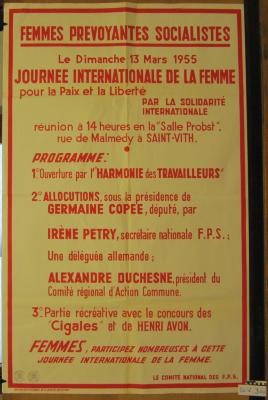 FEMMES PREVOYANTES SOCIALISTES
Le Dimanche 13 Mars 1955
JOURNEE INTERNATIONALE DE LA FEMME
pour la Paix et la Liberté
PAR LA SOLIDARITÉ
INTERNATIONALE
réunion à 14 heures en la "Salle Probst",
rue de Malmédy à SAINT-VITH.
PROGRAMME:
1º Ouverture par l'"HARMONIE des TRAVAILLEURS"
2º ALLOCUTIONS, sous la présidence de
GERMAINE COPÉE, député, par
IRÈNE PETRY, secrétaire nationale F.P.S.;
Une déléguée allemande;
ALEXANDRE DUCHESNE, président du
Comité régional d'Action Commune.
3º Partie récréative avec le concours des
"Cigales" et de HENRI AVON.
FEMMES, PARTICIPEZ NOMBREUSES À CETTE
JOURNÉE INTERNATIONALE DE LA FEMME.
LE COMITÉ NATIONAL DES F.P.S.